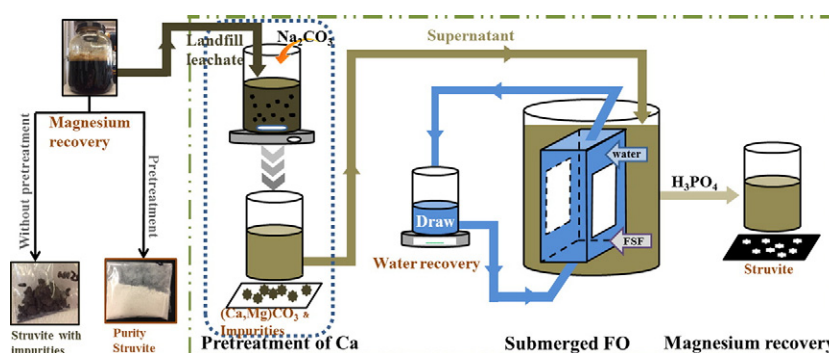 Landfill
leachate
Na₂CO₃
Supernatant
Magnesium
recovery
Without pretreatment
Pretreatment
water
Draw
FSF
H₃PO₄
Water recovery
Struvite
(Ca,Mg)CO₃ &
Impurities
Struvite with
impurities
Purity
Struvite
Pretreatment of Ca
Submerged FO
Magnesium recovery